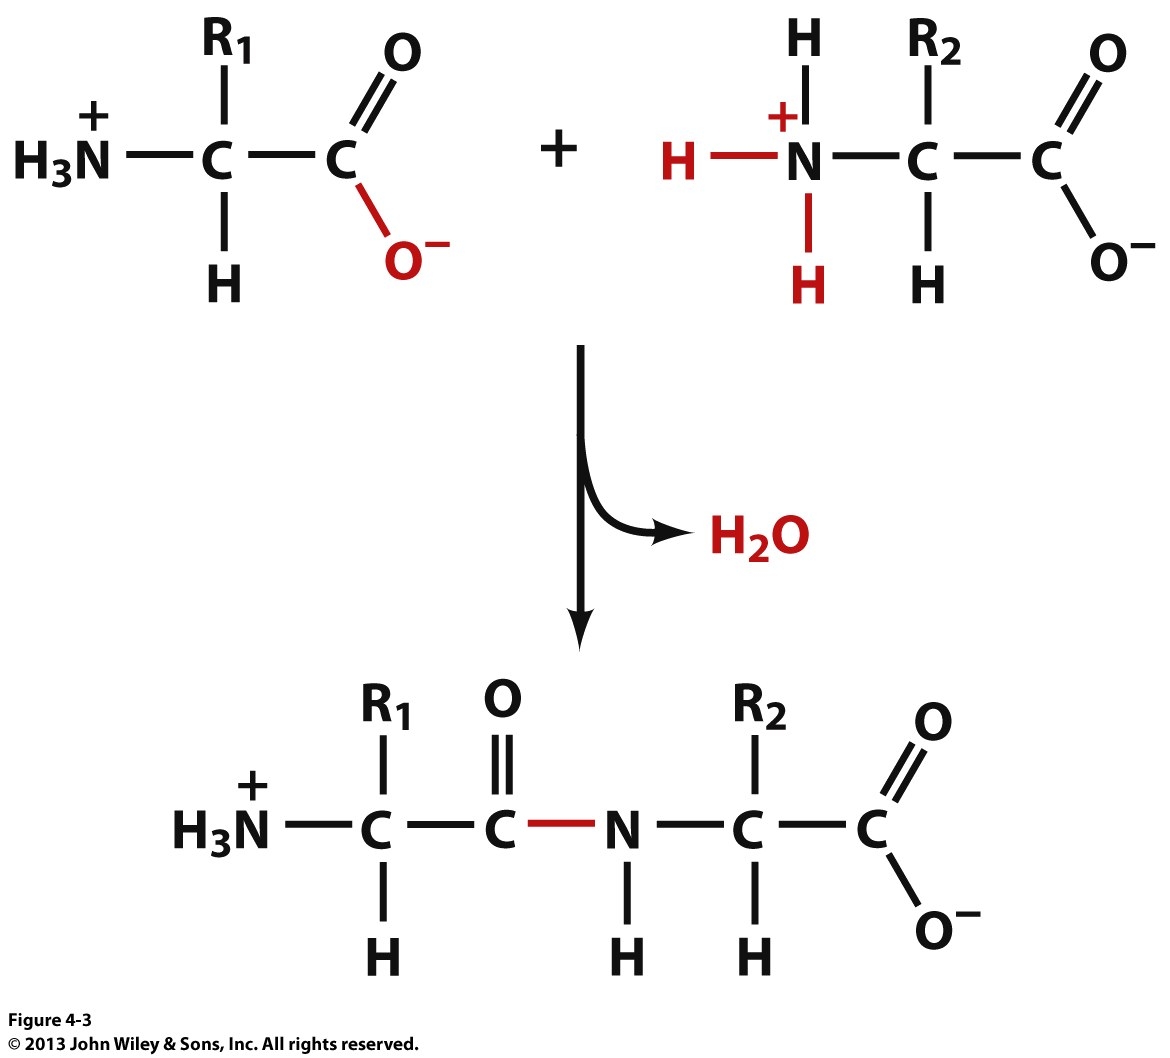 R₁ O H R₂ O
H₃N⁺ C C + H N⁺ C C
H O⁻ H H O⁻
H₂O
R₁ O R₂ O
H₃N⁺ C C N C C
H H H O⁻
Figure 4-3
© 2013 John Wiley & Sons, Inc. All rights reserved.